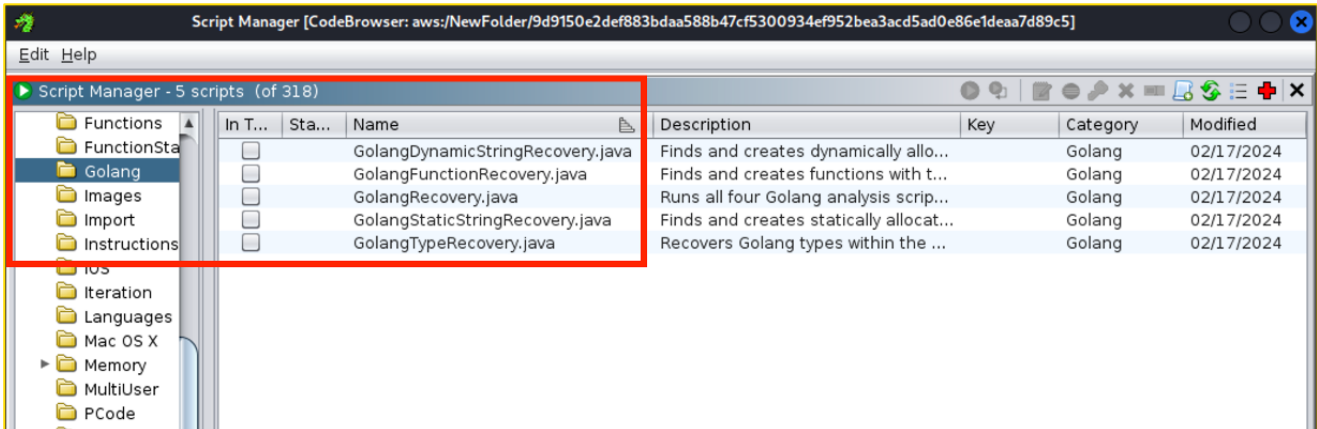 Script Manager [CodeBrowser: aws:/NewFolder/9d9150e2def883bdaa588b47cf5300934ef952bea3acd5ad0e86e1deaa7d89c5]
Edit Help
Script Manager - 5 scripts (of 318)
In T... Sta... Name Description Key Category Modified
Functions
FunctionSta
Golang
Images
Import
Instructions
iOS
Iteration
Languages
Mac OS X
Memory
MultiUser
PCode
GolangDynamicStringRecovery.java Finds and creates dynamically allo... Golang 02/17/2024
GolangFunctionRecovery.java Finds and creates functions with t... Golang 02/17/2024
GolangRecovery.java Runs all four Golang analysis scrip... Golang 02/17/2024
GolangStaticStringRecovery.java Finds and creates statically allocat... Golang 02/17/2024
GolangTypeRecovery.java Recovers Golang types within the ... Golang 02/17/2024